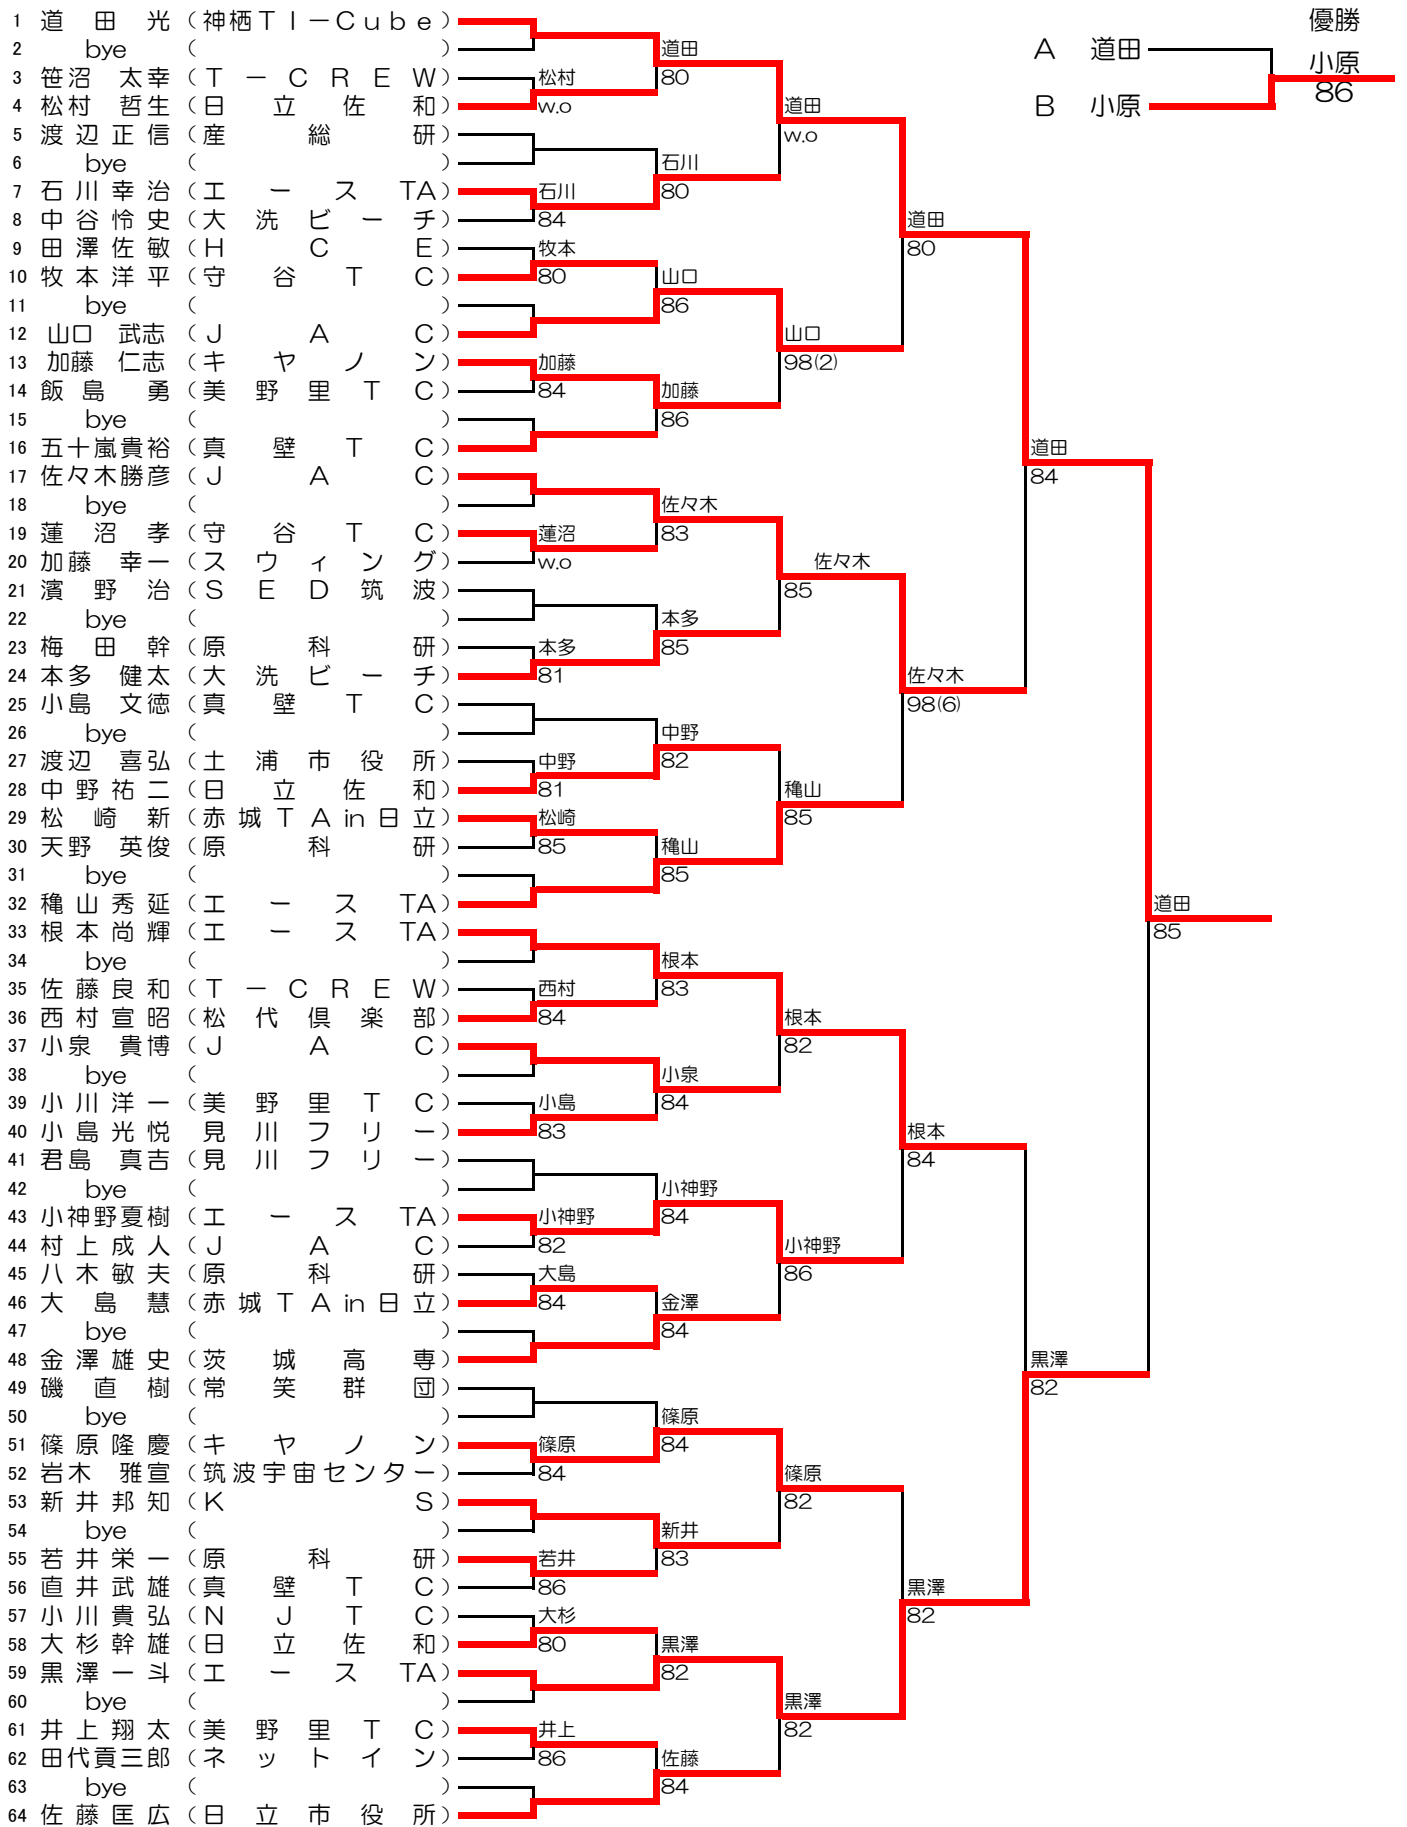 1 道田光（神栖TI－Cube）
2 bye （ ）
3 笹沼 太幸（T－CREW）
4 松村 哲生（日立佐和）
5 渡辺正信（産総研）
6 bye （ ）
7 石川幸治（エースTA）
8 中谷怜史（大洗ビーチ）
9 田澤佐敏（HCE）
10 牧本洋平（守谷TC）
11 bye （ ）
12 山口 武志（JAC）
13 加藤 仁志（キヤノン）
14 飯島 勇（美野里TC）
15 bye （ ）
16 五十嵐貴裕（真壁TC）
17 佐々木勝彦（JAC）
18 bye （ ）
19 蓮沼孝（守谷TC）
20 加藤 幸一（スウィング）
21 濱野治（SED筑波）
22 bye （ ）
23 梅田幹（原科研）
24 本多 健太（大洗ビーチ）
25 小島 文徳（真壁TC）
26 bye （ ）
27 渡辺 喜弘（土浦市役所）
28 中野祐二（日立佐和）
29 松崎新（赤城TAin日立）
30 天野 英俊（原科研）
31 bye （ ）
32 穐山秀延（エースTA）
33 根本尚輝（エースTA）
34 bye （ ）
35 佐藤良和（T－CREW）
36 西村宣昭（松代倶楽部）
37 小泉 貴博（JAC）
38 bye （ ）
39 小川洋一（美野里TC）
40 小島光悦 見川フリー）
41 君島 真吉（見川フリー）
42 bye （ ）
43 小神野夏樹（エースTA）
44 村上成人（JAC）
45 八木敏夫（原科研）
46 大島慧（赤城TAin日立）
47 bye （ ）
48 金澤雄史（茨城高専）
49 磯直樹（常笑群団）
50 bye （ ）
51 篠原隆慶（キヤノン）
52 岩木 雅宣（筑波宇宙センター）
53 新井邦知（KS）
54 bye （ ）
55 若井栄一（原科研）
56 直井武雄（真壁TC）
57 小川貴弘（NJTC）
58 大杉幹雄（日立佐和）
59 黒澤一斗（エースTA）
60 bye （ ）
61 井上翔太（美野里TC）
62 田代貢三郎（ネットイン）
63 bye （ ）
64 佐藤匡広（日立市役所）
松村
w.o
石川
84
牧本
80
加藤
84
蓮沼
w.o
本多
81
中野
81
松崎
85
西村
84
小島
83
小神野
82
大島
84
篠原
84
若井
86
大杉
80
井上
86
道田
80
石川
80
山口
86
加藤
86
佐々木
83
本多
85
中野
82
穐山
85
根本
83
小泉
84
小神野
84
金澤
84
篠原
84
新井
83
黒澤
82
佐藤
84
道田
w.o
山口
98(2)
佐々木
85
穐山
85
根本
82
小神野
86
篠原
82
黒澤
82
道田
80
佐々木
98(6)
根本
84
黒澤
82
道田
84
黒澤
82
道田
85
A 道田
B 小原
優勝
小原
86